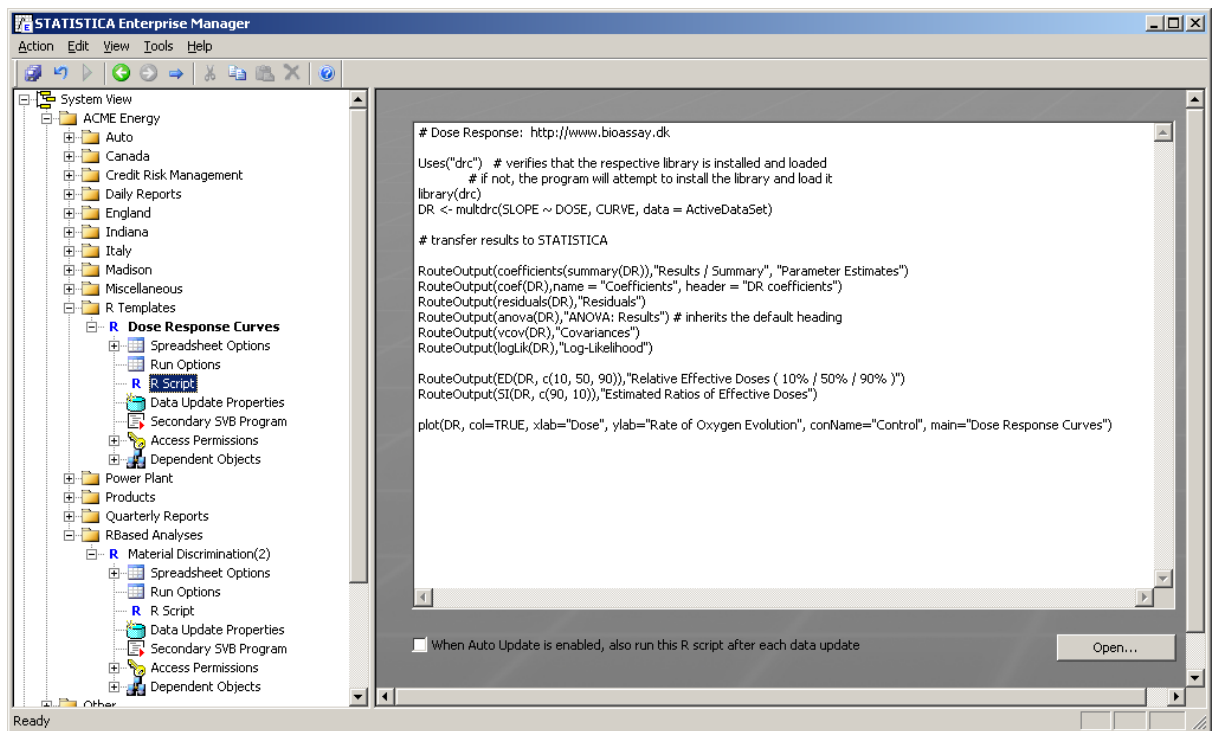 STATISTICA Enterprise Manager
Action Edit View Tools Help
System View
ACME Energy
Auto
Canada
Credit Risk Management
Daily Reports
England
Indiana
Italy
Madison
Miscellaneous
R Templates
R Dose Response Curves
Spreadsheet Options
Run Options
R R Script
Data Update Properties
Secondary SVB Program
Access Permissions
Dependent Objects
Power Plant
Products
Quarterly Reports
RBased Analyses
R Material Discrimination(2)
Spreadsheet Options
Run Options
R R Script
Data Update Properties
Secondary SVB Program
Access Permissions
Dependent Objects
Other
# Dose Response: http://www.bioassay.dk
Uses("drc") # verifies that the respective library is installed and loaded
# if not, the program will attempt to install the library and load it
library(drc)
DR <- multdrc(SLOPE ~ DOSE, CURVE, data = ActiveDataSet)
# transfer results to STATISTICA
RouteOutput(coefficients(summary(DR)),"Results / Summary", "Parameter Estimates")
RouteOutput(coef(DR),name = "Coefficients", header = "DR coefficients")
RouteOutput(residuals(DR),"Residuals")
RouteOutput(anova(DR),"ANOVA: Results") # inherits the default heading
RouteOutput(vcov(DR),"Covariances")
RouteOutput(logLik(DR),"Log-Likelihood")
RouteOutput(ED(DR, c(10, 50, 90)),"Relative Effective Doses ( 10% / 50% / 90% )")
RouteOutput(SI(DR, c(90, 10)),"Estimated Ratios of Effective Doses")
plot(DR, col=TRUE, xlab="Dose", ylab="Rate of Oxygen Evolution", conName="Control", main="Dose Response Curves")
When Auto Update is enabled, also run this R script after each data update
Open...
Ready